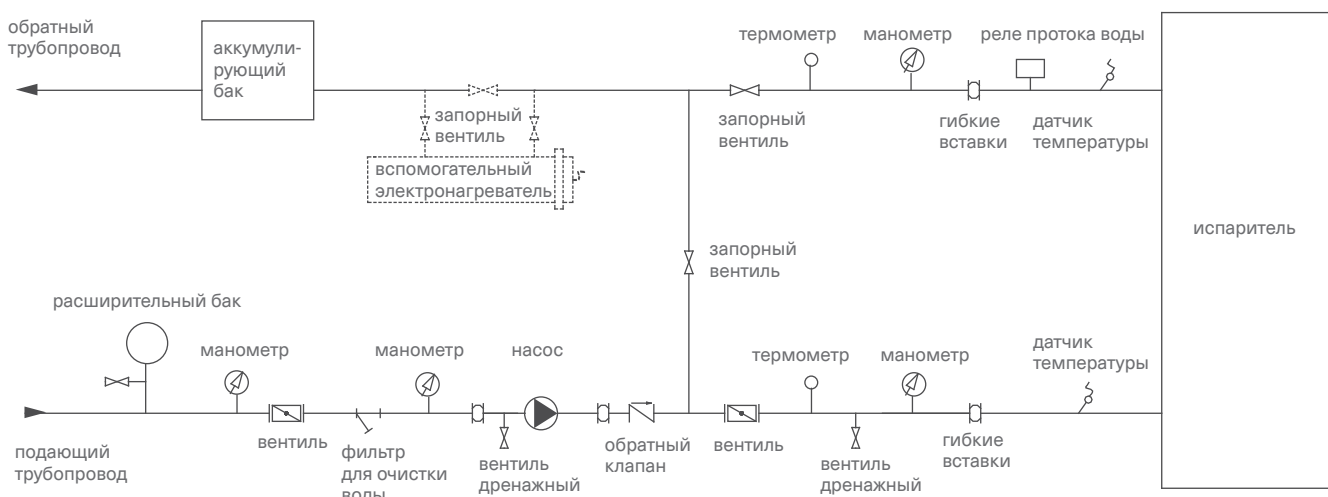 обратный
трубопровод
аккумули-
рующий
бак
термометр
манометр
реле протока воды
запорный
вентиль
запорный
вентиль
гибкие
вставки
датчик
температуры
вспомогательный
электронагреватель
испаритель
запорный
вентиль
расширительный бак
манометр
манометр
насос
термометр
манометр
датчик
температуры
подающий
трубопровод
вентиль
фильтр
для очистки
воды
вентиль
дренажный
обратный
клапан
вентиль
вентиль
дренажный
гибкие
вставки